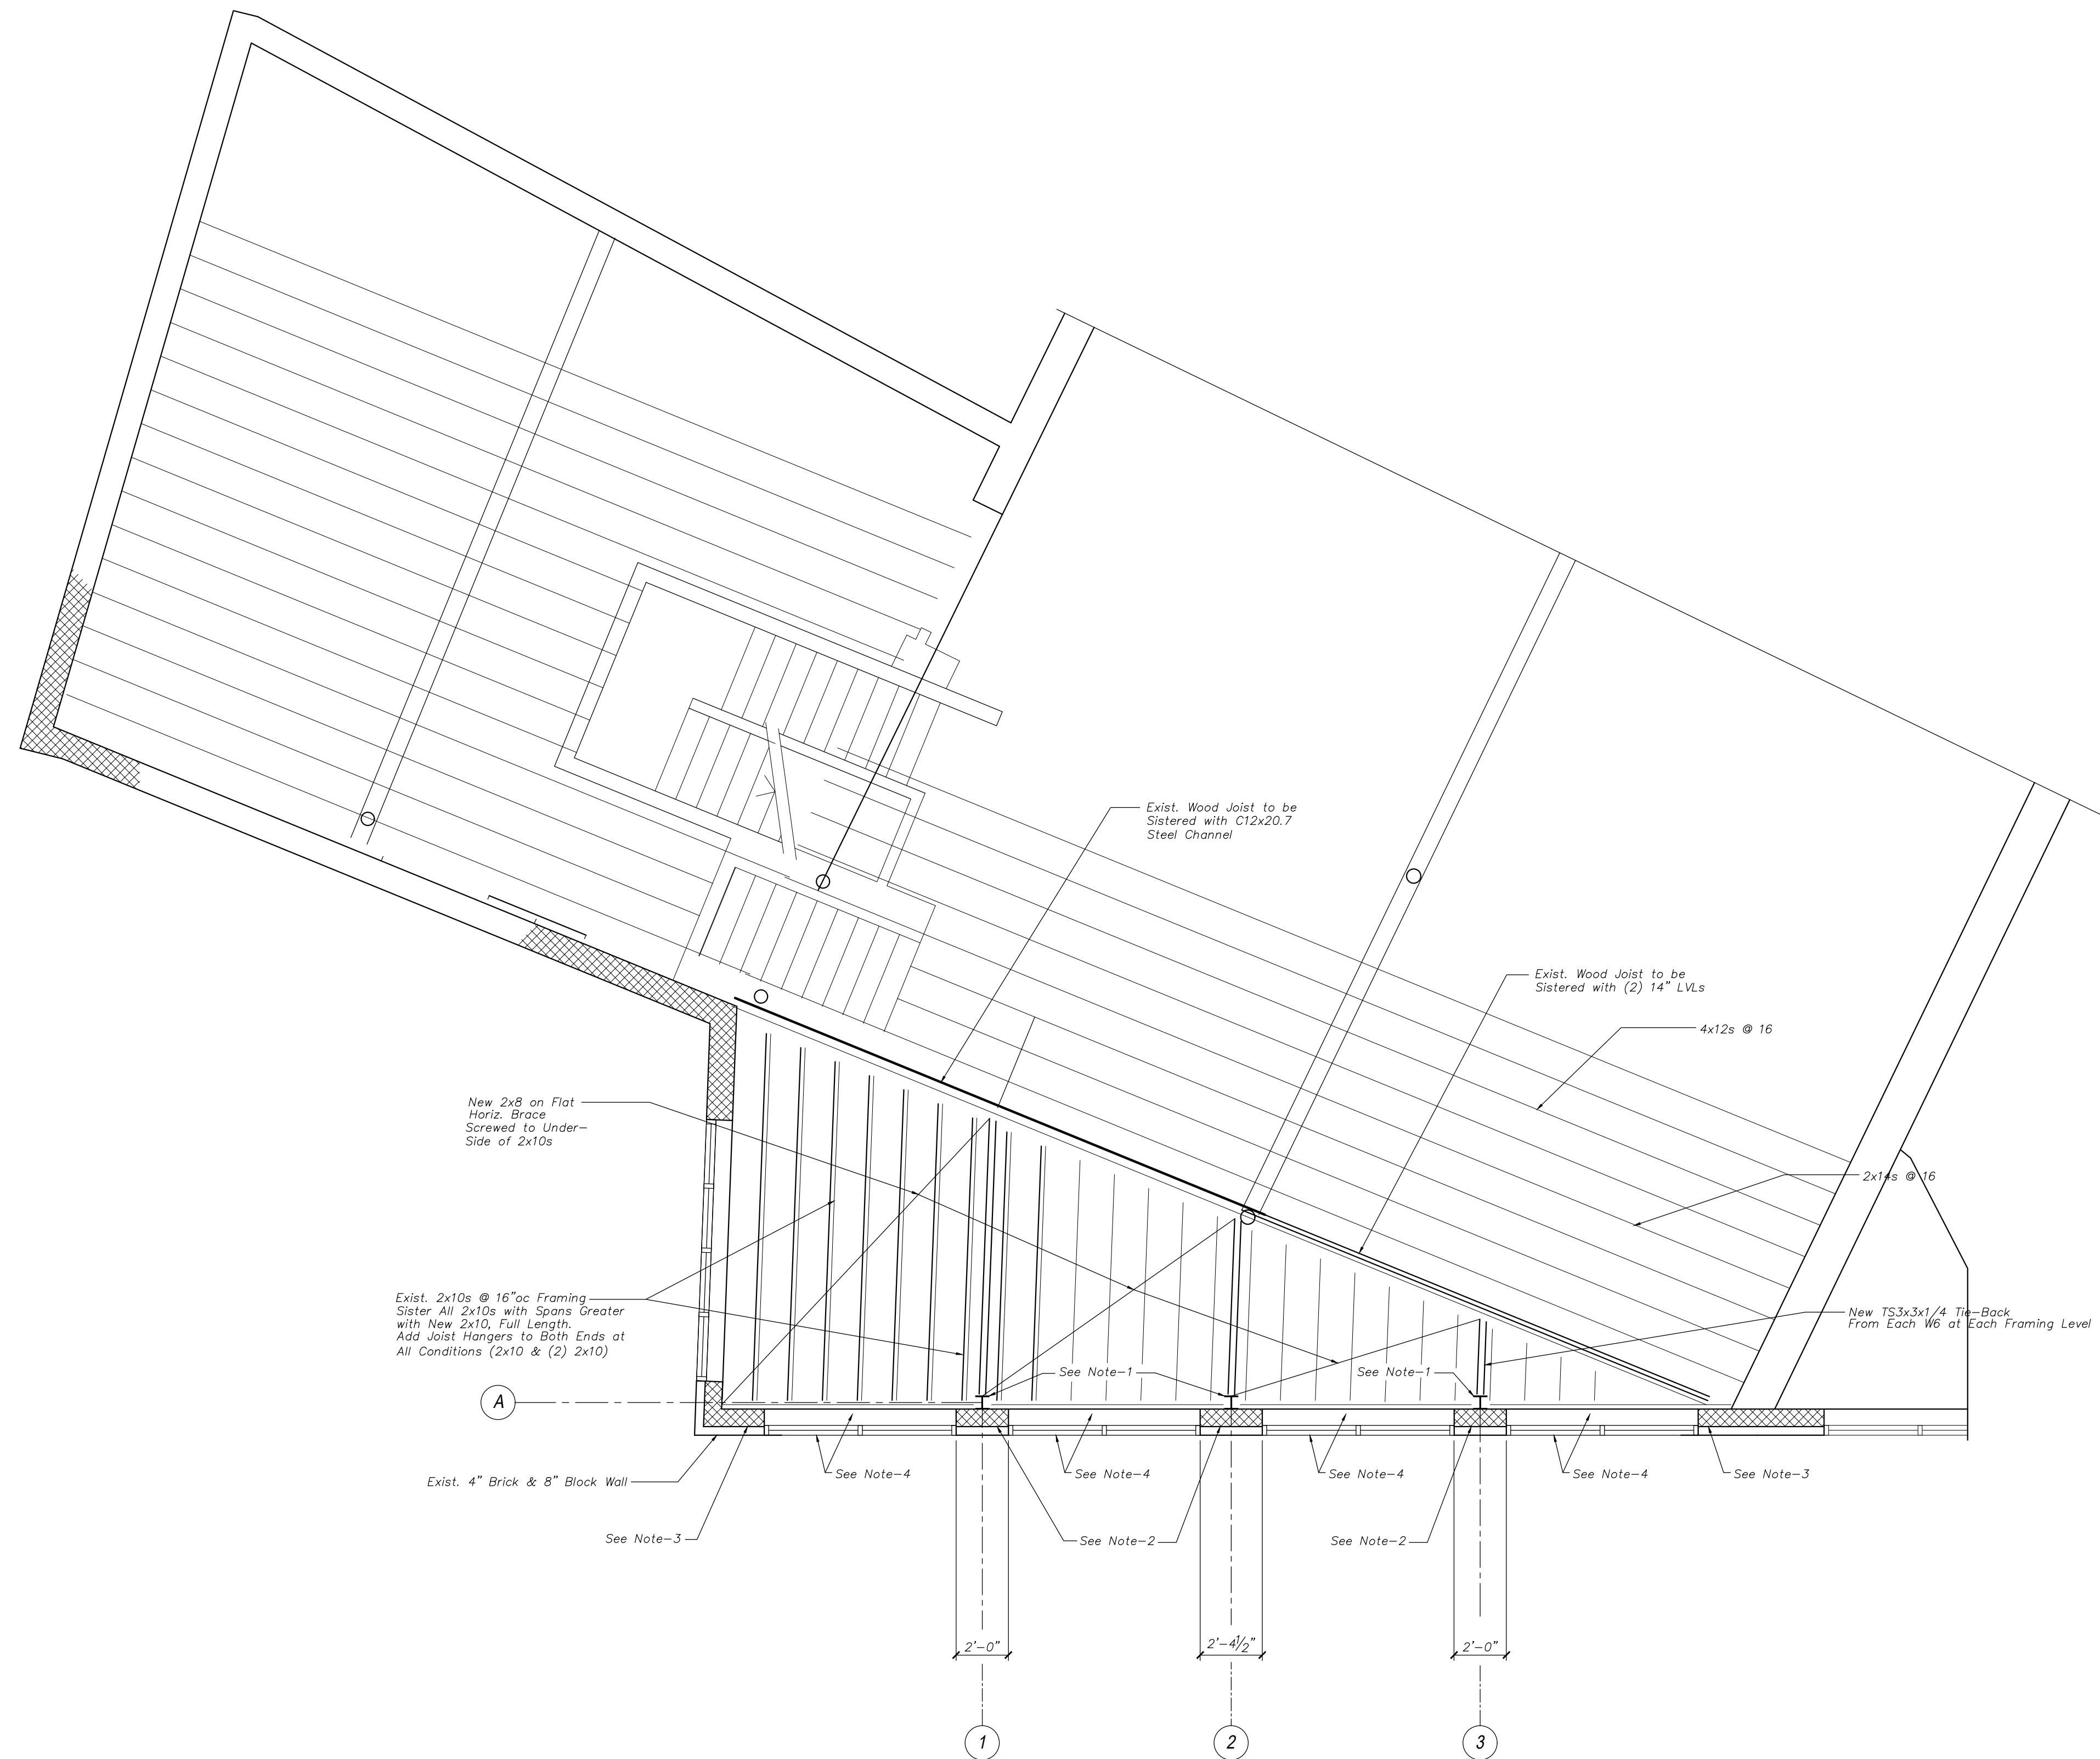 Exist. Wood Joist to be
Sistered with C12x20.7
Steel Channel
Exist. Wood Joist to be
Sistered with (2) 14" LVLs
4x12s @ 16
New 2x8 on Flat
Horiz. Brace
Screwed to Under-
Side of 2x10s
2x14s @ 16
Exist. 2x10s @ 16"oc Framing
Sister All 2x10s with Spans Greater
with New 2x10, Full Length.
Add Joist Hangers to Both Ends at
All Conditions (2x10 & (2) 2x10)
New TS3x3x1/4 Tie-Back
From Each W6 at Each Framing Level
See Note-1
See Note-1
A
See Note-4
See Note-4
See Note-4
See Note-4
See Note-3
Exist. 4" Brick & 8" Block Wall
See Note-3
See Note-2
See Note-2
2'-0"
2'-4 1/2"
2'-0"
1
2
3